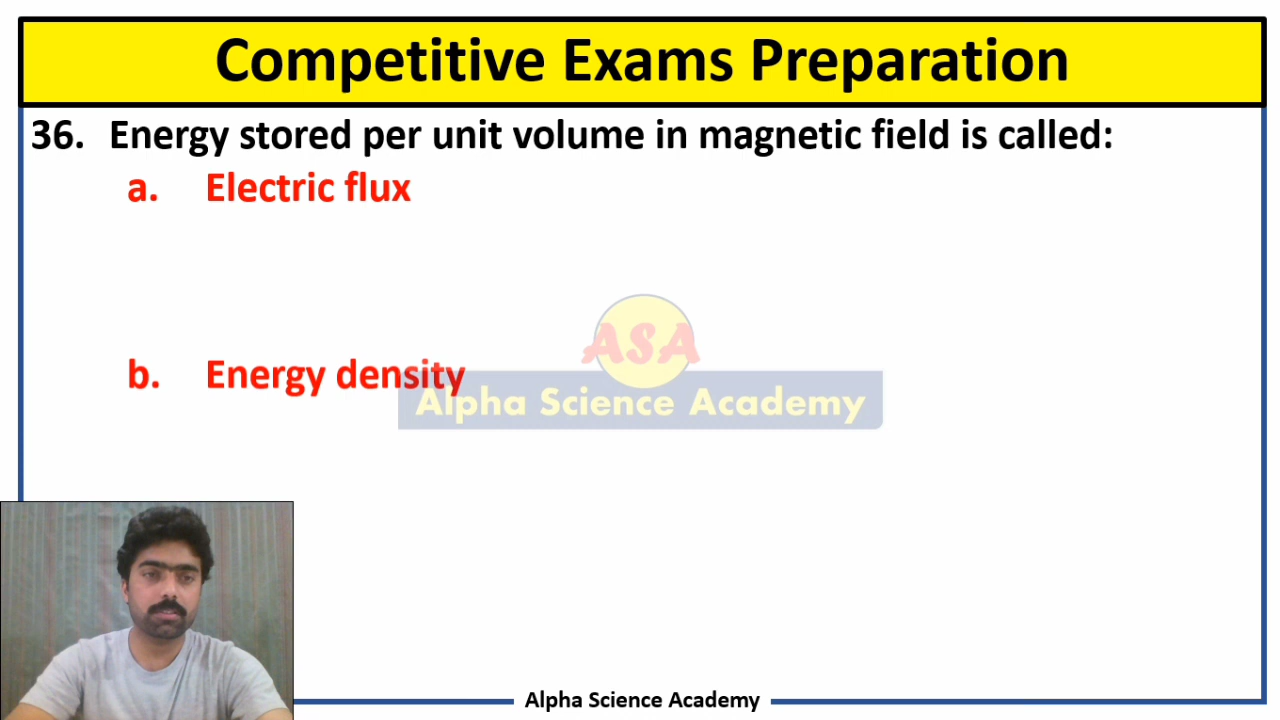 Competitive Exams Preparation
36. Energy stored per unit volume in magnetic field is called:
a. Electric flux
b. Energy density
ASA
Alpha Science Academy
Alpha Science Academy